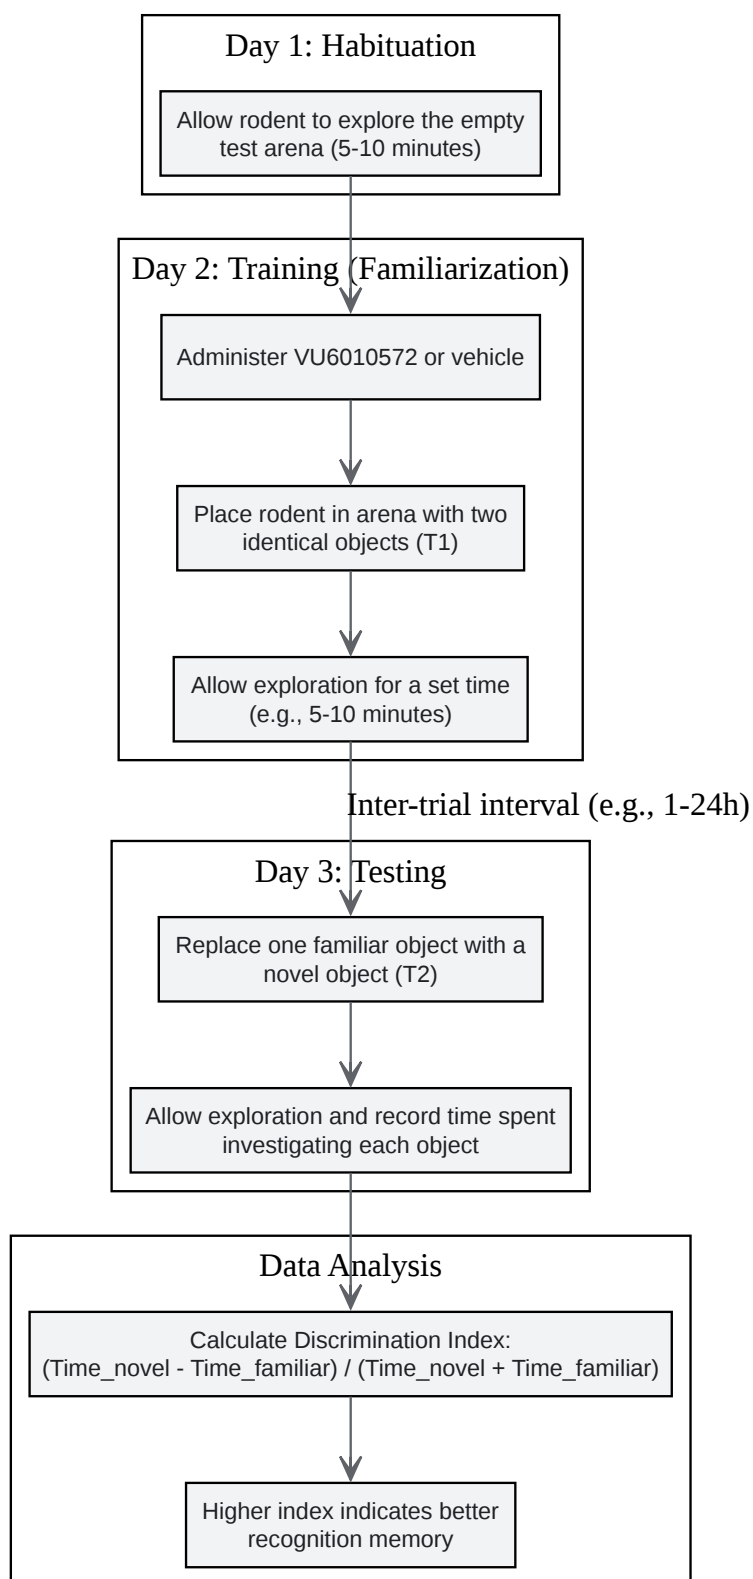 Day 1: Habituation
Allow rodent to explore the empty
test arena (5-10 minutes)
Day 2: Training (Familiarization)
Administer VU6010572 or vehicle
Place rodent in arena with two
identical objects (T1)
Allow exploration for a set time
(e.g., 5-10 minutes)
Inter-trial interval (e.g., 1-24h)
Day 3: Testing
Replace one familiar object with a
novel object (T2)
Allow exploration and record time spent
investigating each object
Data Analysis
Calculate Discrimination Index:
(Time_novel - Time_familiar) / (Time_novel + Time_familiar)
Higher index indicates better
recognition memory